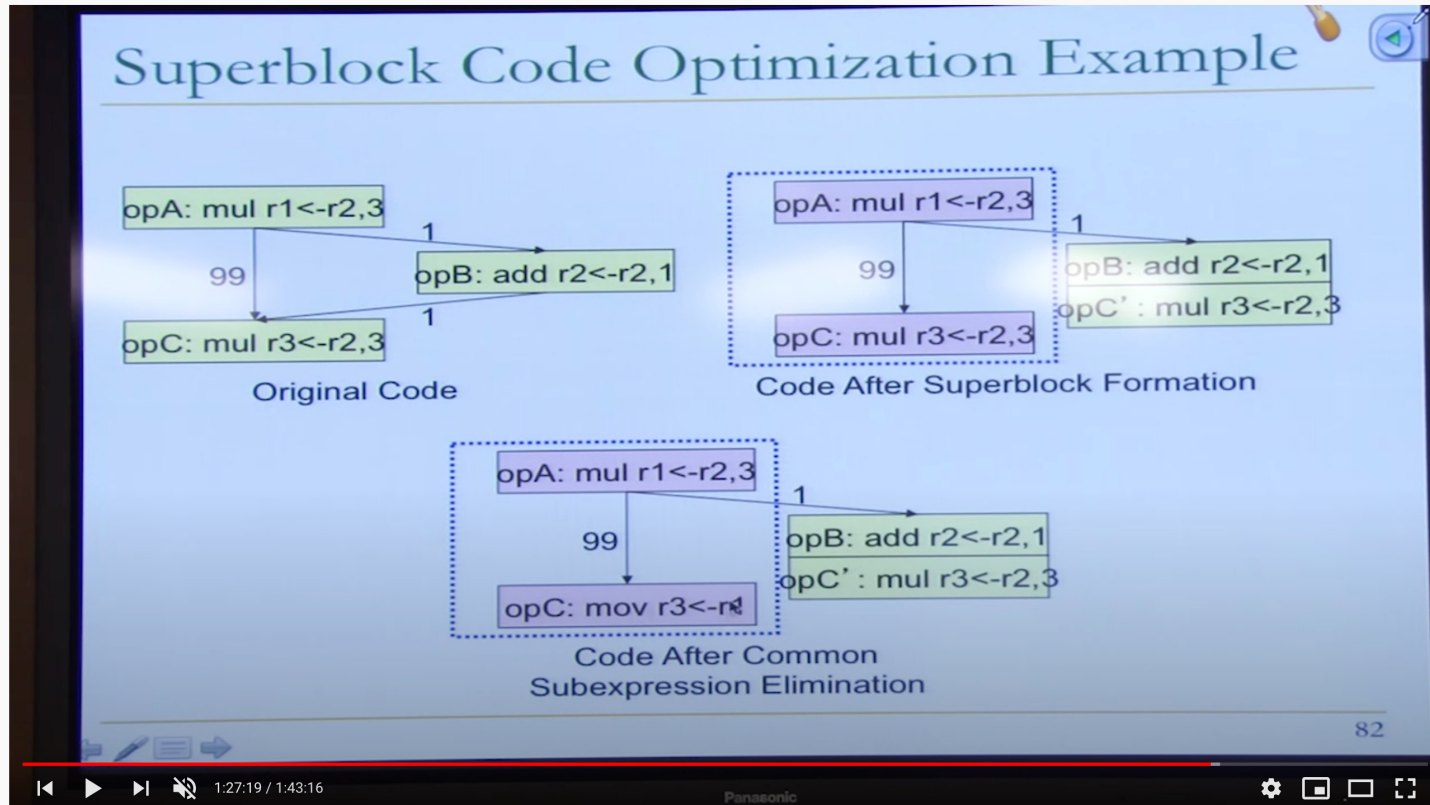 Superblock Code Optimization Example
opA: mul r1<-r2,3
1
99
opB: add r2<-r2,1
1
opC: mul r3<-r2,3
Original Code
opA: mul r1<-r2,3
1
99
opB: add r2<-r2,1
opC' : mul r3<-r2,3
opC: mul r3<-r2,3
Code After Superblock Formation
opA: mul r1<-r2,3
1
99
opB: add r2<-r2,1
opC' : mul r3<-r2,3
opC: mov r3<-r1
Code After Common
Subexpression Elimination
82
1:27:19 / 1:43:16
Panasonic